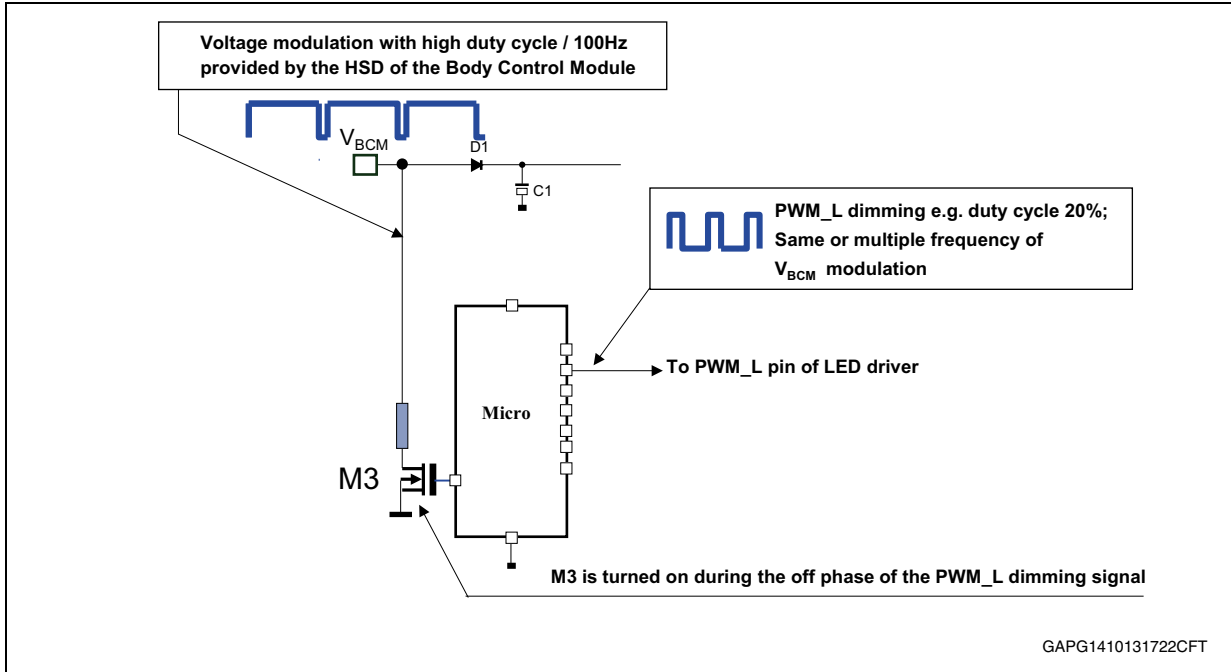 Voltage modulation with high duty cycle / 100Hz
provided by the HSD of the Body Control Module
VBCM
D1
C1
PWM_L dimming e.g. duty cycle 20%;
Same or multiple frequency of
VBCM modulation
To PWM_L pin of LED driver
Micro
M3
M3 is turned on during the off phase of the PWM_L dimming signal
GAPG1410131722CFT